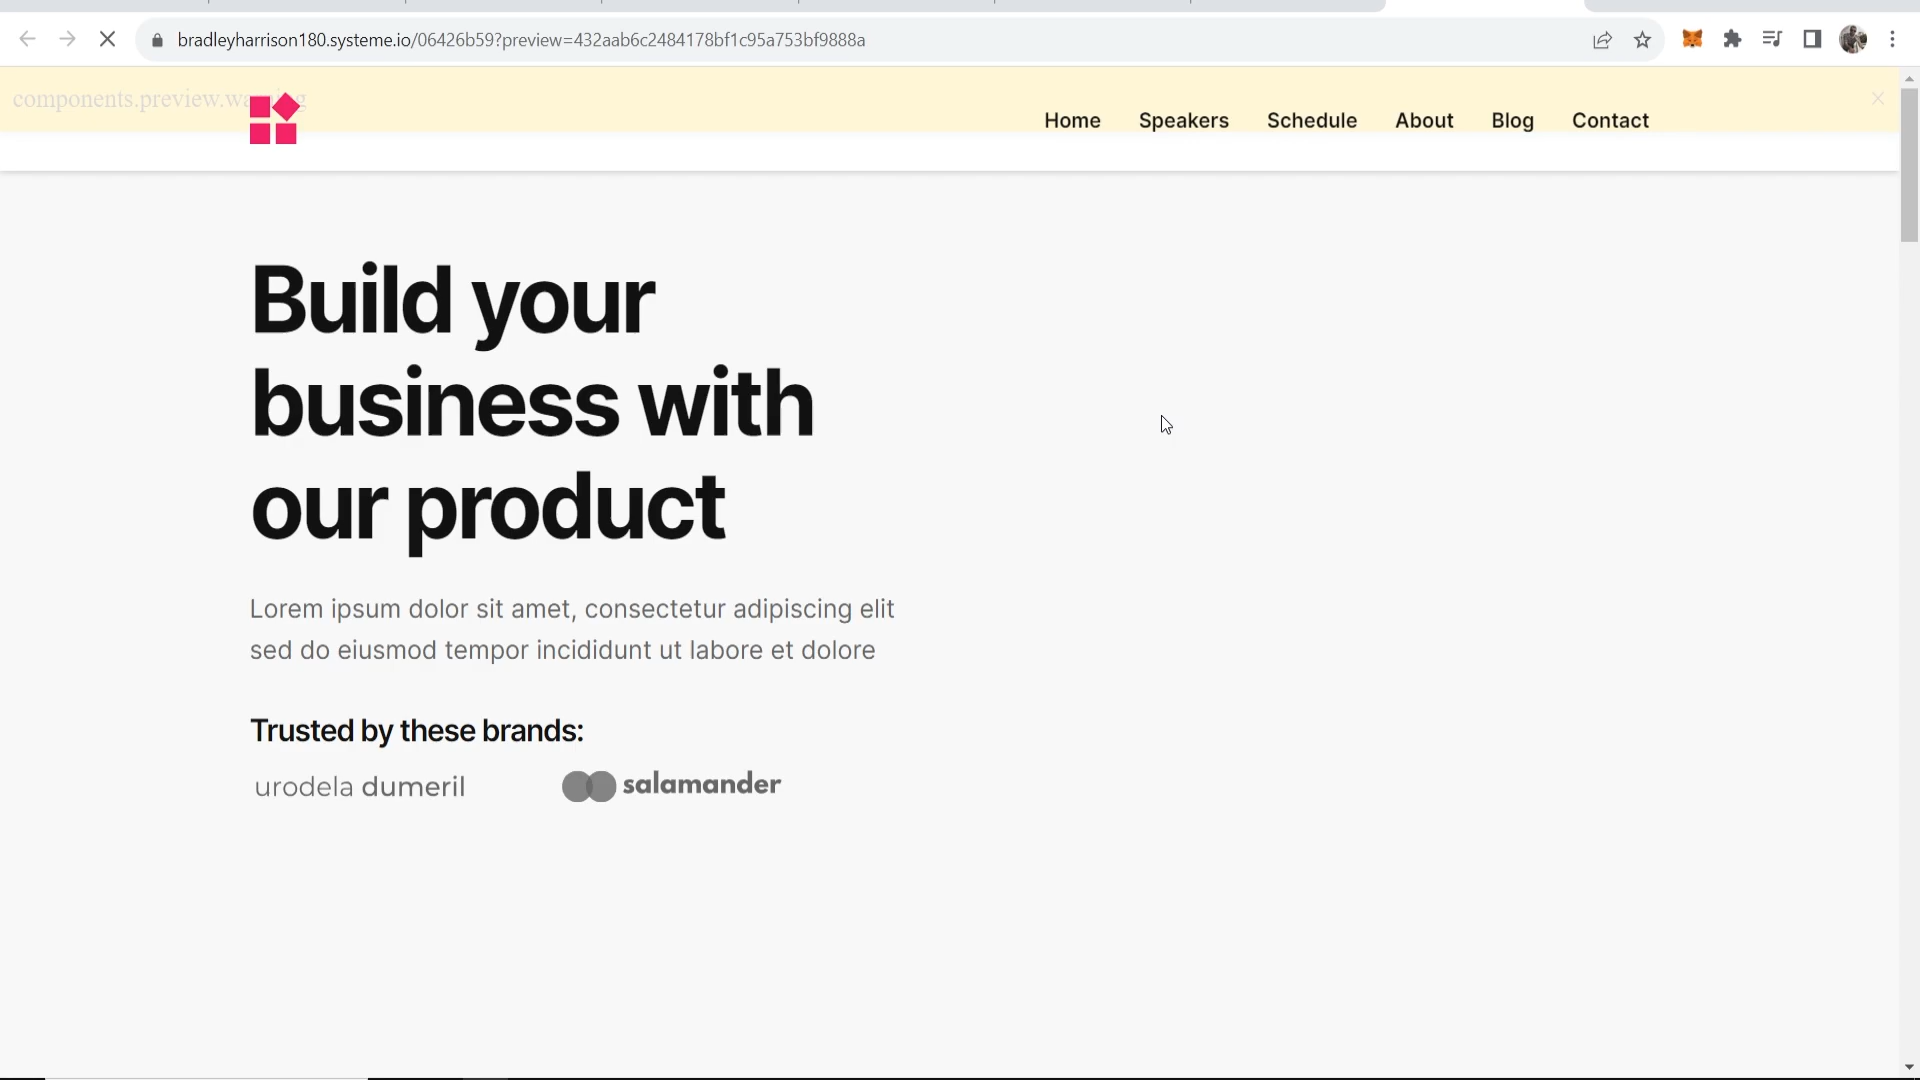 bradleyharrison180.systeme.io/06426b59?preview=432aab6c2484178bf1c95a753bf9888a
Home Speakers Schedule About Blog Contact
Build your
business with
our product
Lorem ipsum dolor sit amet, consectetur adipiscing elit
sed do eiusmod tempor incididunt ut labore et dolore
Trusted by these brands:
urodela dumeril
salamander